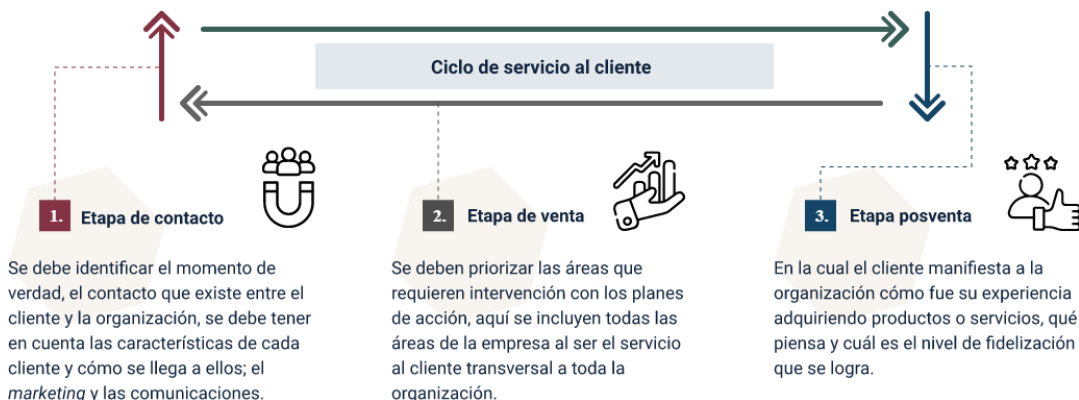 Ciclo de servicio al cliente
1. Etapa de contacto
Se debe identificar el momento de
verdad, el contacto que existe entre el
cliente y la organización, se debe tener
en cuenta las características de cada
cliente y cómo se llega a ellos; el
marketing y las comunicaciones.
2. Etapa de venta
Se deben priorizar las áreas que
requieren intervención con los planes
de acción, aquí se incluyen todas las
áreas de la empresa al ser el servicio
al cliente transversal a toda la
organización.
3. Etapa posventa
En la cual el cliente manifiesta a la
organización cómo fue su experiencia
adquiriendo productos o servicios, qué
piensa y cuál es el nivel de fidelización
que se logra.